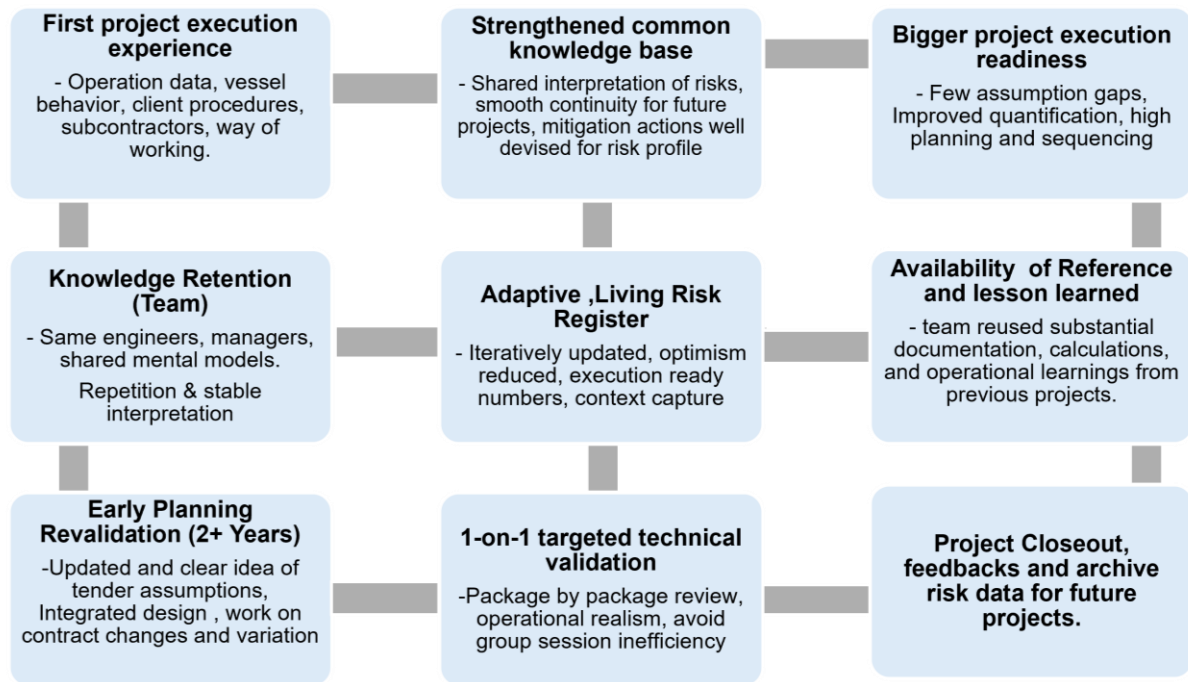 First project execution
experience
- Operation data, vessel
behavior, client procedures,
subcontractors, way of
working.
Strengthened common
knowledge base
- Shared interpretation of risks,
smooth continuity for future
projects, mitigation actions well
devised for risk profile
Bigger project execution
readiness
- Few assumption gaps,
Improved quantification, high
planning and sequencing
Knowledge Retention
(Team)
- Same engineers, managers,
shared mental models.
Repetition & stable
interpretation
Adaptive ,Living Risk
Register
- Iteratively updated, optimism
reduced, execution ready
numbers, context capture
Availability of Reference
and lesson learned
- team reused substantial
documentation, calculations,
and operational learnings from
previous projects.
Early Planning
Revalidation (2+ Years)
-Updated and clear idea of
tender assumptions,
Integrated design , work on
contract changes and variation
1-on-1 targeted technical
validation
-Package by package review,
operational realism, avoid
group session inefficiency
Project Closeout,
feedbacks and archive
risk data for future
projects.